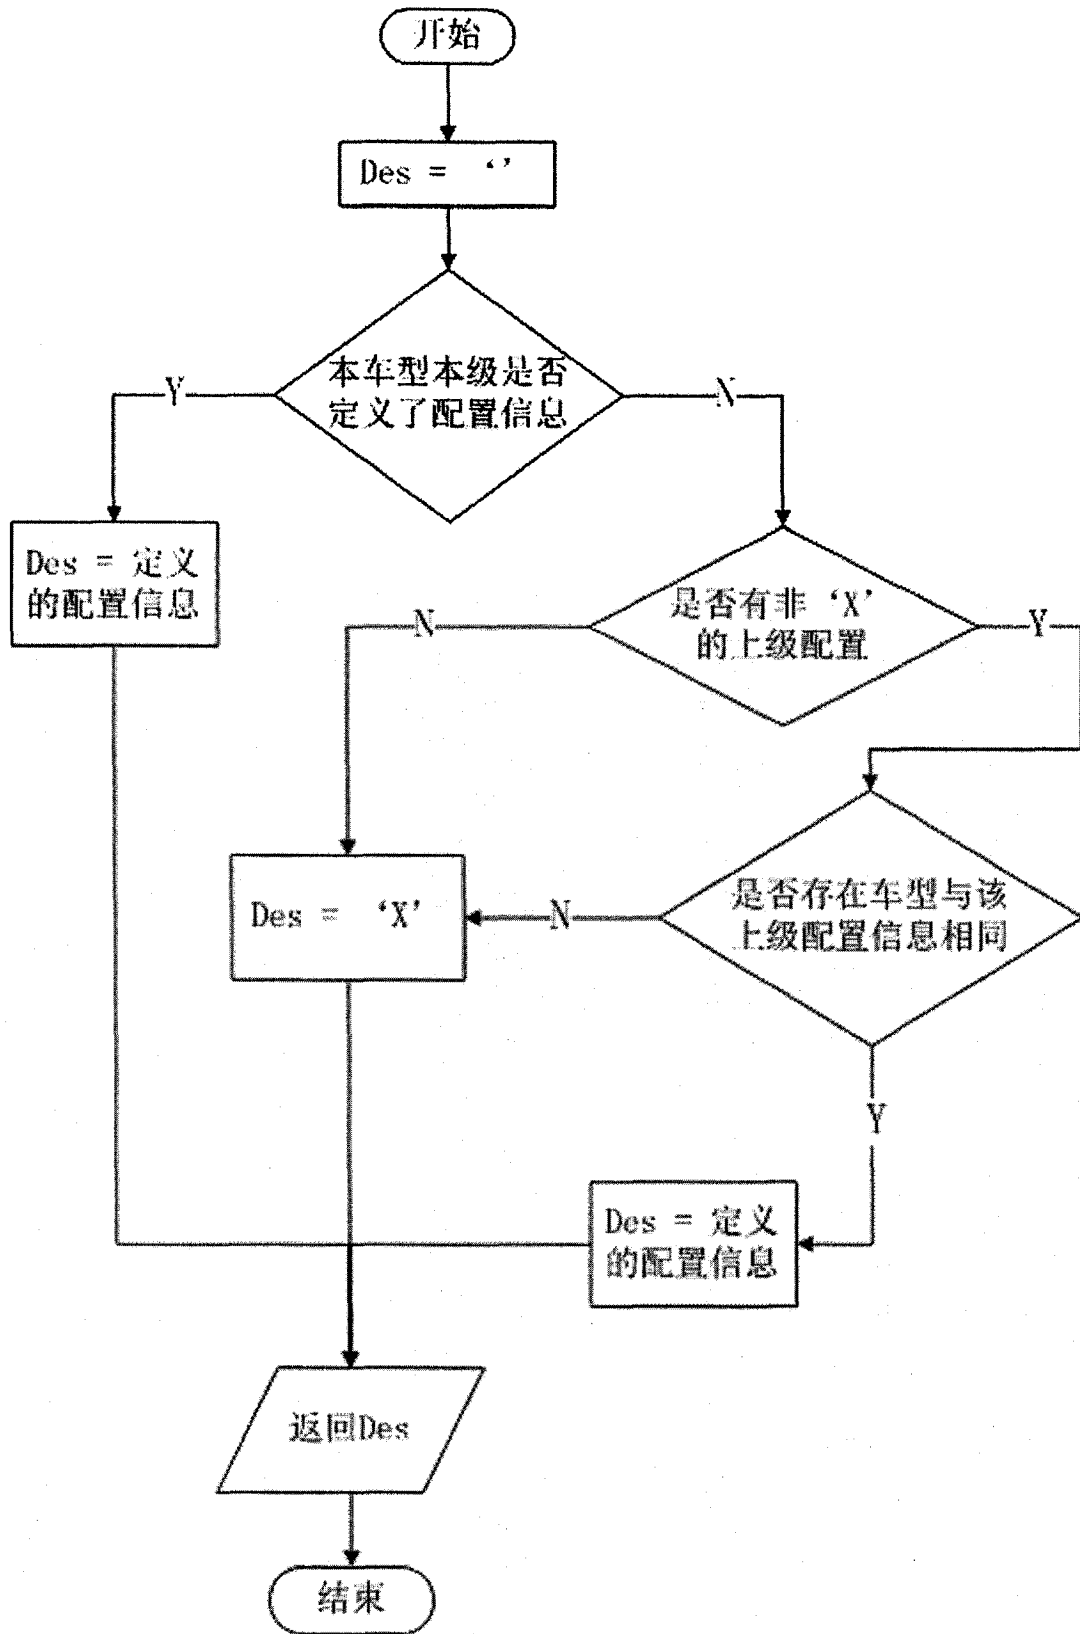 开始
Des = ‘’
本车型本级是否
定义了配置信息
Y
N
Des = 定义
的配置信息
是否有非‘X’
的上级配置
N
Y
Des = ‘X’
N
是否存在车型与该
上级配置信息相同
Y
Des = 定义
的配置信息
返回Des
结束